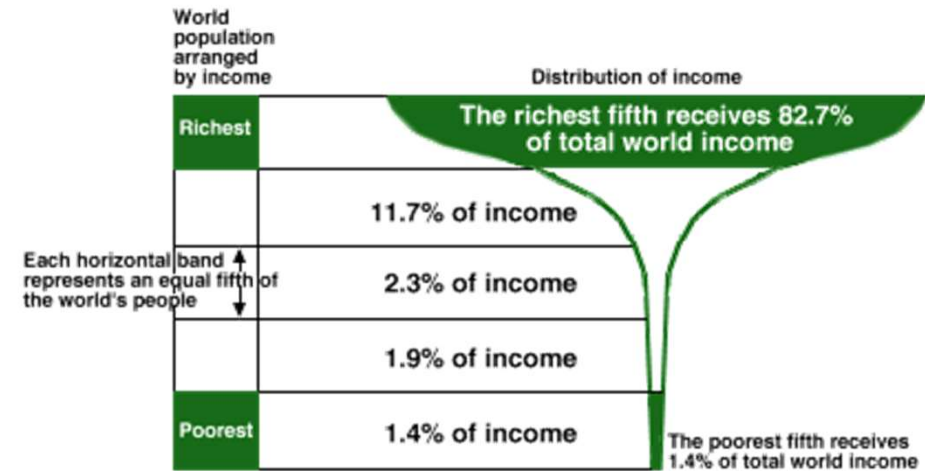 World
population
arranged
by income
Distribution of income
Richest
The richest fifth receives 82.7%
of total world income
11.7% of income
Each horizontal band
represents an equal fifth of
the world's people
2.3% of income
1.9% of income
Poorest
1.4% of income
The poorest fifth receives
1.4% of total world income